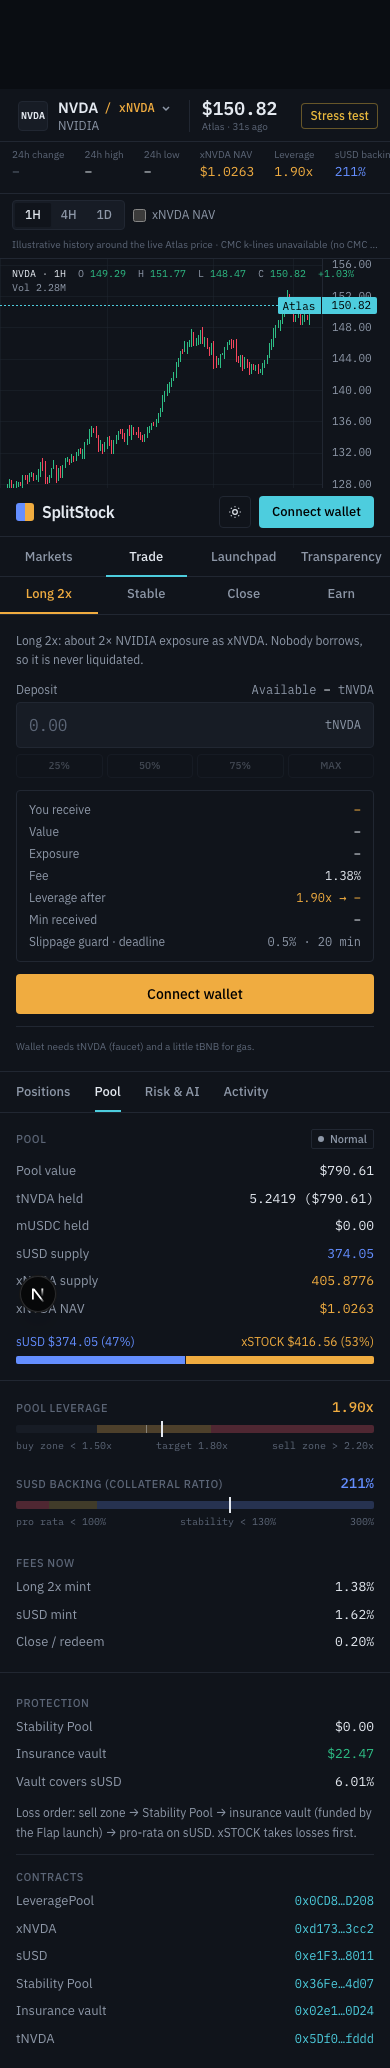 NVDA
NVDA / xNVDA
NVIDIA
$150.82
Atlas · 31s ago
Stress test
24h change 24h high 24h low xNVDA NAV Leverage sUSD backin
– – – $1.0263 1.90x 211%
1H 4H 1D xNVDA NAV
Illustrative history around the live Atlas price · CMC k-lines unavailable (no CMC …
NVDA · 1H O 149.29 H 151.77 L 148.47 C 150.82 +1.03%
Vol 2.28M
156.00
152.00
Atlas 150.82
148.00
144.00
140.00
136.00
132.00
128.00
SplitStock
Connect wallet
Markets Trade Launchpad Transparency
Long 2x Stable Close Earn
Long 2x: about 2× NVIDIA exposure as xNVDA. Nobody borrows,
so it is never liquidated.
Deposit Available – tNVDA
0.00 tNVDA
25% 50% 75% MAX
You receive –
Value –
Exposure –
Fee 1.38%
Leverage after 1.90x → –
Min received –
Slippage guard · deadline 0.5% · 20 min
Connect wallet
Wallet needs tNVDA (faucet) and a little tBNB for gas.
Positions Pool Risk & AI Activity
POOL Normal
Pool value $790.61
tNVDA held 5.2419 ($790.61)
mUSDC held $0.00
sUSD supply 374.05
supply 405.8776
N
NAV $1.0263
sUSD $374.05 (47%) xSTOCK $416.56 (53%)
POOL LEVERAGE 1.90x
buy zone < 1.50x target 1.80x sell zone > 2.20x
SUSD BACKING (COLLATERAL RATIO) 211%
pro rata < 100% stability < 130% 300%
FEES NOW
Long 2x mint 1.38%
sUSD mint 1.62%
Close / redeem 0.20%
PROTECTION
Stability Pool $0.00
Insurance vault $22.47
Vault covers sUSD 6.01%
Loss order: sell zone → Stability Pool → insurance vault (funded by
the Flap launch) → pro-rata on sUSD. xSTOCK takes losses first.
CONTRACTS
LeveragePool 0x0CD8…D208
xNVDA 0xd173…3cc2
sUSD 0xe1F3…8011
Stability Pool 0x36Fe…4d07
Insurance vault 0x02e1…0D24
tNVDA 0x5Df0…fddd